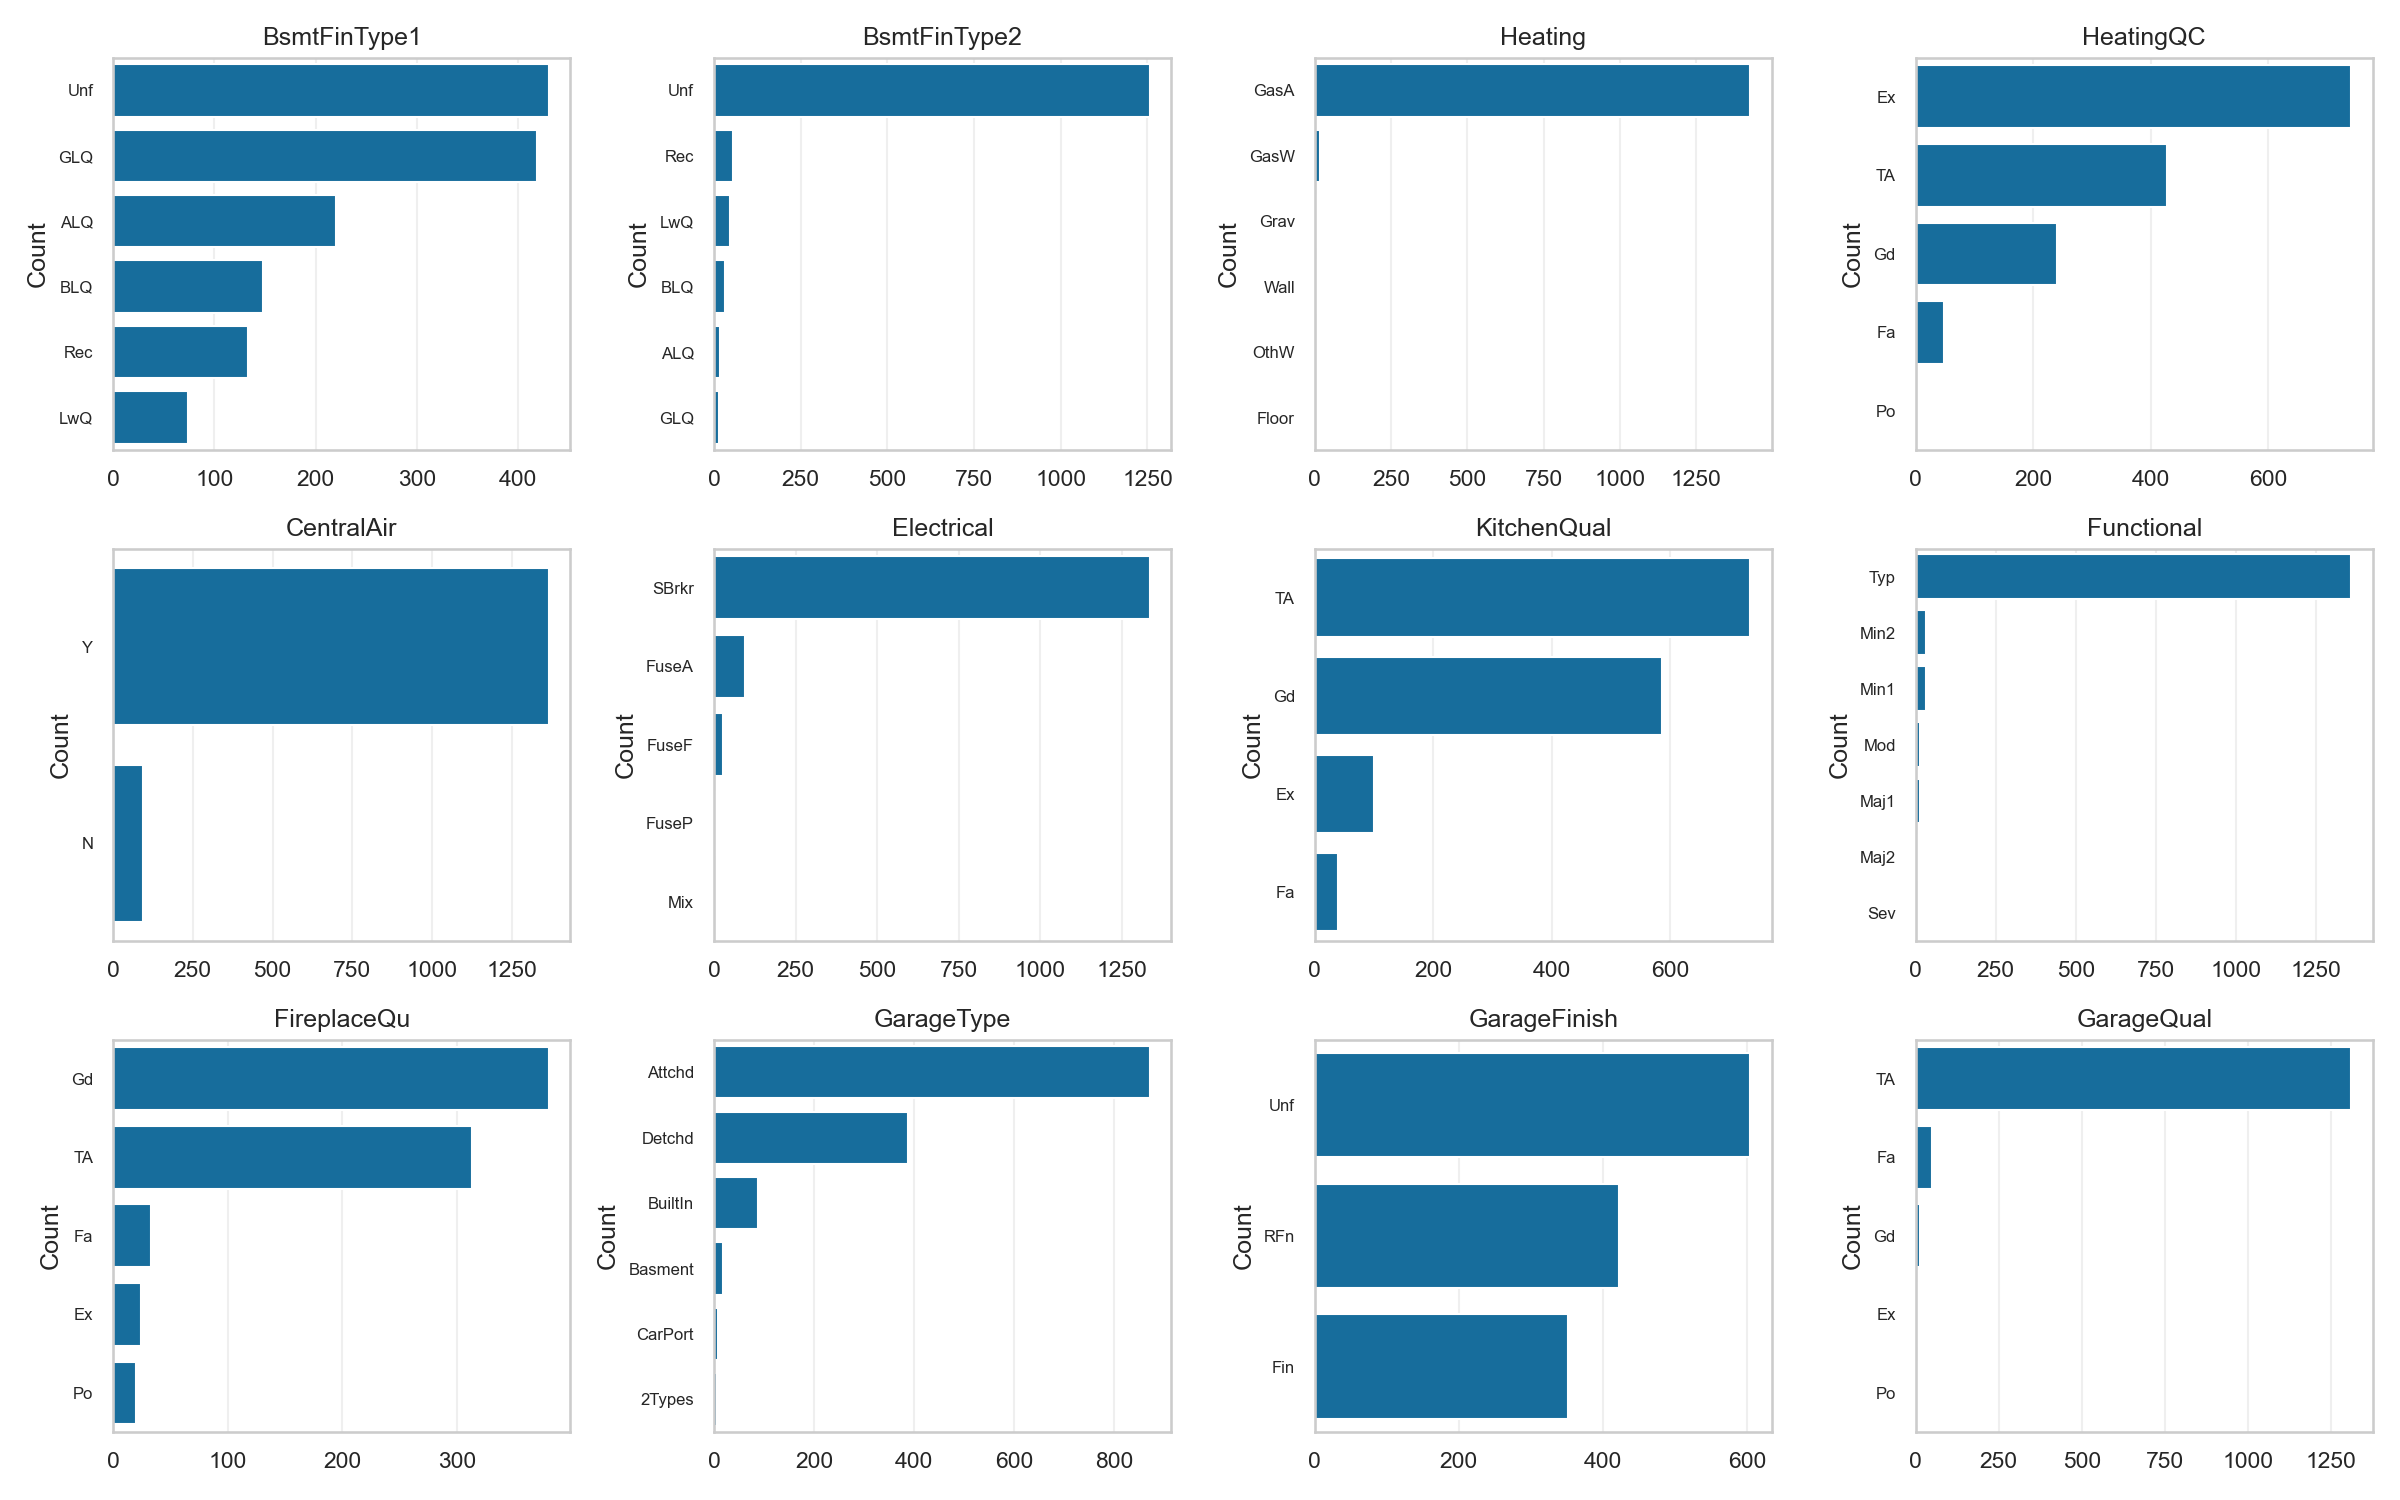 BsmtFinType1
Count
Unf
GLQ
ALQ
BLQ
Rec
LwQ
0 100 200 300 400
BsmtFinType2
Count
Unf
Rec
LwQ
BLQ
ALQ
GLQ
0 250 500 750 1000 1250
Heating
Count
GasA
GasW
Grav
Wall
OthW
Floor
0 250 500 750 1000 1250
HeatingQC
Count
Ex
TA
Gd
Fa
Po
0 200 400 600
CentralAir
Count
Y
N
0 250 500 750 1000 1250
Electrical
Count
SBrkr
FuseA
FuseF
FuseP
Mix
0 250 500 750 1000 1250
KitchenQual
Count
TA
Gd
Ex
Fa
0 200 400 600
Functional
Count
Typ
Min2
Min1
Mod
Maj1
Maj2
Sev
0 250 500 750 1000 1250
FireplaceQu
Count
Gd
TA
Fa
Ex
Po
0 100 200 300
GarageType
Count
Attchd
Detchd
BuiltIn
Basment
CarPort
2Types
0 200 400 600 800
GarageFinish
Count
Unf
RFn
Fin
0 200 400 600
GarageQual
Count
TA
Fa
Gd
Ex
Po
0 250 500 750 1000 1250